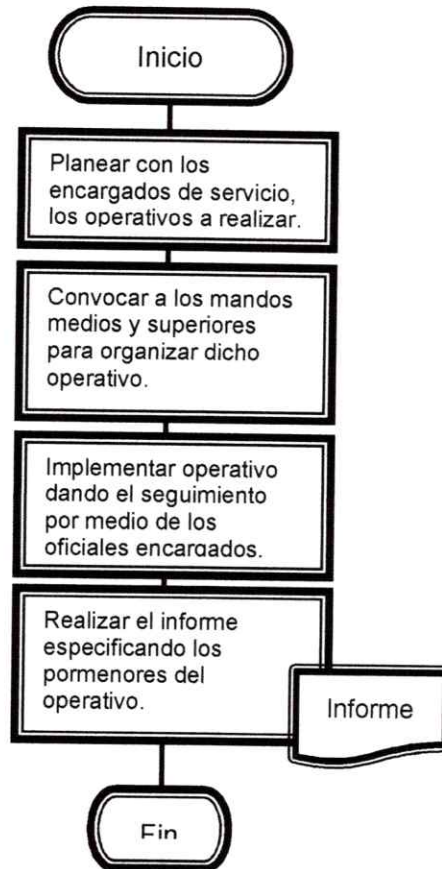 Inicio
Planear con los
encargados de servicio,
los operativos a realizar.
Convocar a los mandos
medios y superiores
para organizar dicho
operativo.
Implementar operativo
dando el seguimiento
por medio de los
oficiales encargados.
Realizar el informe
especificando los
pormenores del
operativo.
Informe
Fin